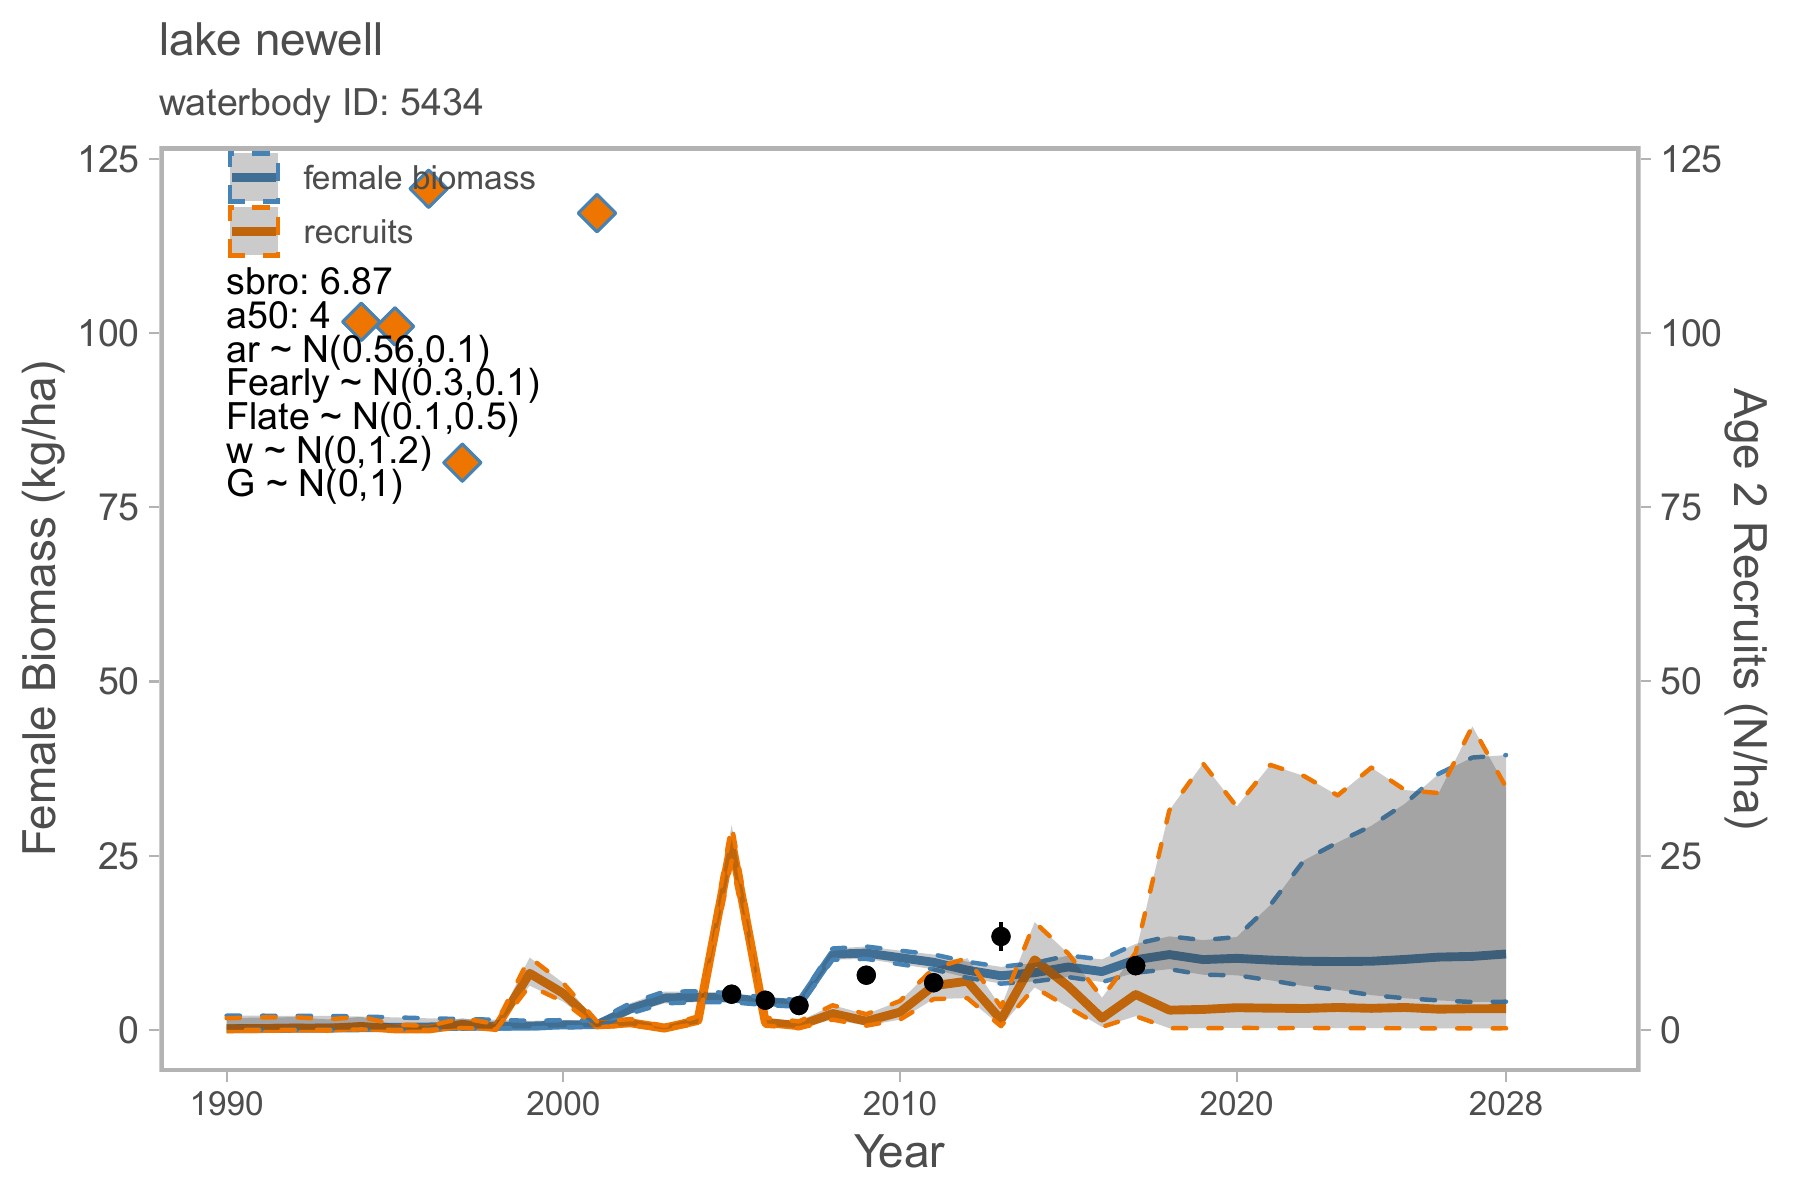 lake newell
waterbody ID: 5434
female biomass
recruits
sbro: 6.87
a50: 4
ar ~ N(0.56,0.1)
Fearly ~ N(0.3,0.1)
Flate ~ N(0.1,0.5)
w ~ N(0,1.2)
G ~ N(0,1)
Female Biomass (kg/ha)
125
100
75
50
25
0
Age 2 Recruits (N/ha)
125
100
75
50
25
0
1990
2000
2010
2020
2028
Year